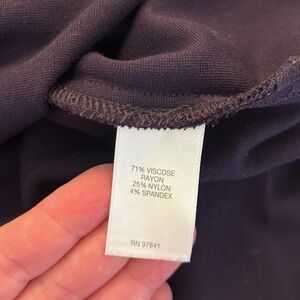 71% VISCOSE
RAYON
25% NYLON
4% SPANDEX
RN 97641